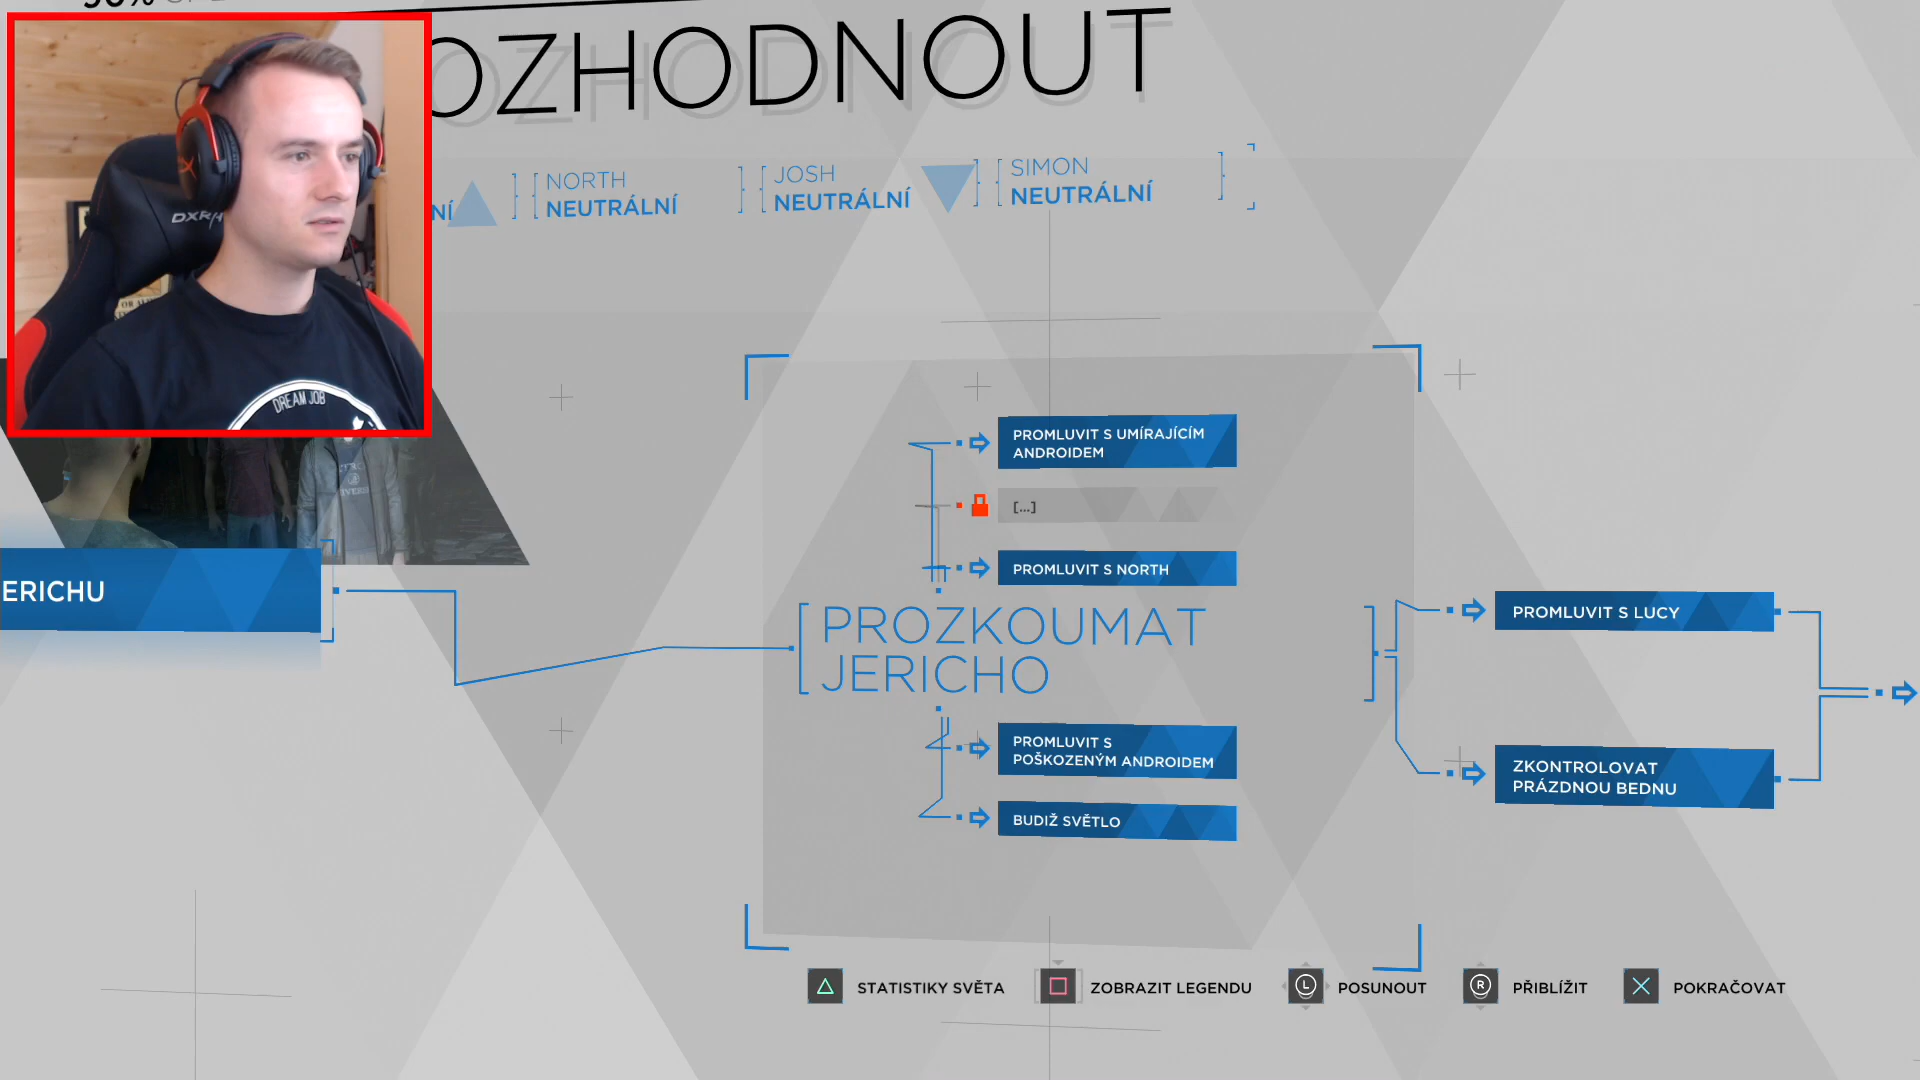 OZHODNOUT
NÍ
NORTH
NEUTRÁLNÍ
JOSH
NEUTRÁLNÍ
SIMON
NEUTRÁLNÍ
DREAM JOB
ERICHU
PROMLUVIT S UMÍRAJÍCÍM
ANDROIDEM
[...]
PROMLUVIT S NORTH
PROZKOUMAT
JERICHO
PROMLUVIT S
POŠKOZENÝM ANDROIDEM
BUDIŽ SVĚTLO
PROMLUVIT S LUCY
ZKONTROLOVAT
PRÁZDNOU BEDNU
STATISTIKY SVĚTA
ZOBRAZIT LEGENDU
L
POSUNOUT
R
PŘIBLÍŽIT
POKRAČOVAT